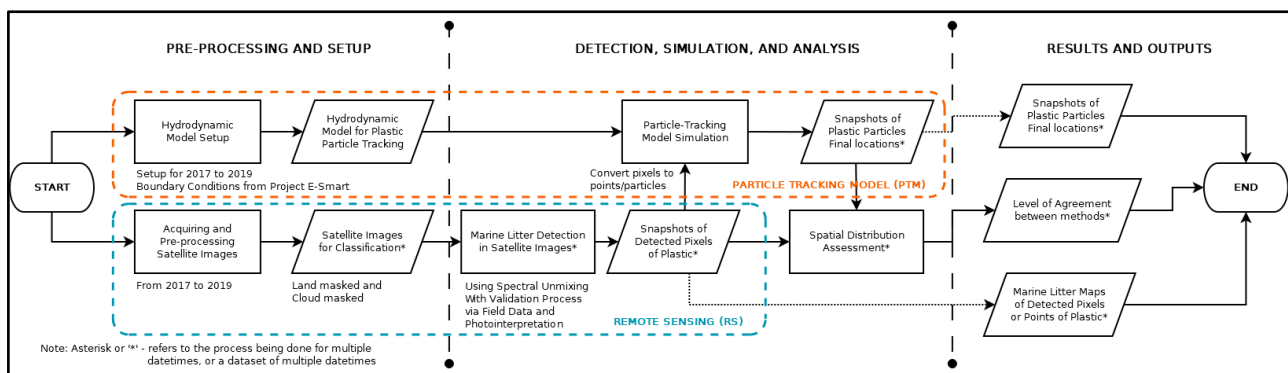 PRE-PROCESSING AND SETUP
DETECTION, SIMULATION, AND ANALYSIS
RESULTS AND OUTPUTS
START
Hydrodynamic
Model Setup
Setup for 2017 to 2019
Boundary Conditions from Project E-Smart
Hydrodynamic
Model for Plastic
Particle Tracking
Particle-Tracking
Model Simulation
Convert pixels to
points/particles
Snapshots of
Plastic Particles
Final locations*
PARTICLE TRACKING MODEL (PTM)
Snapshots of
Plastic Particles
Final locations*
Acquiring and
Pre-processing
Satellite Images
From 2017 to 2019
Satellite Images
for Classification*
Land masked and
Cloud masked
Marine Litter Detection
in Satellite Images*
Using Spectral Unmixing
With Validation Process
via Field Data and
Photointerpretation
Snapshots of
Detected Pixels
of Plastic*
REMOTE SENSING (RS)
Spatial Distribution
Assessment*
Level of Agreement
between methods*
Marine Litter Maps
of Detected Pixels
or Points of Plastic*
END
Note: Asterisk or '*' - refers to the process being done for multiple
datetimes, or a dataset of multiple datetimes